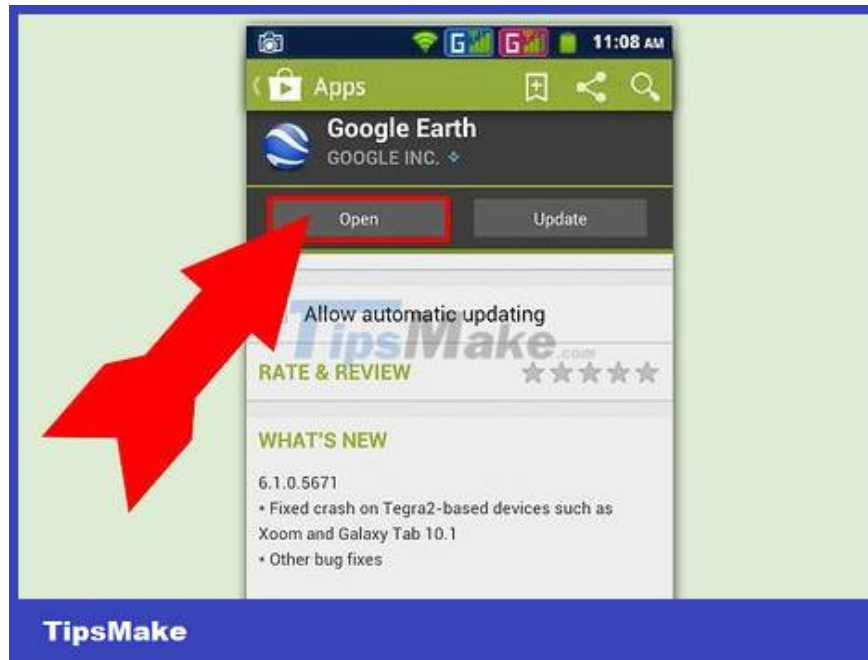 G G 11:08 AM
Apps
Google Earth
GOOGLE INC.
Open Update
Allow automatic updating
TipsMake.com
RATE & REVIEW
WHAT'S NEW
6.1.0.5671
• Fixed crash on Tegra2-based devices such as
Xoom and Galaxy Tab 10.1
• Other bug fixes
TipsMake